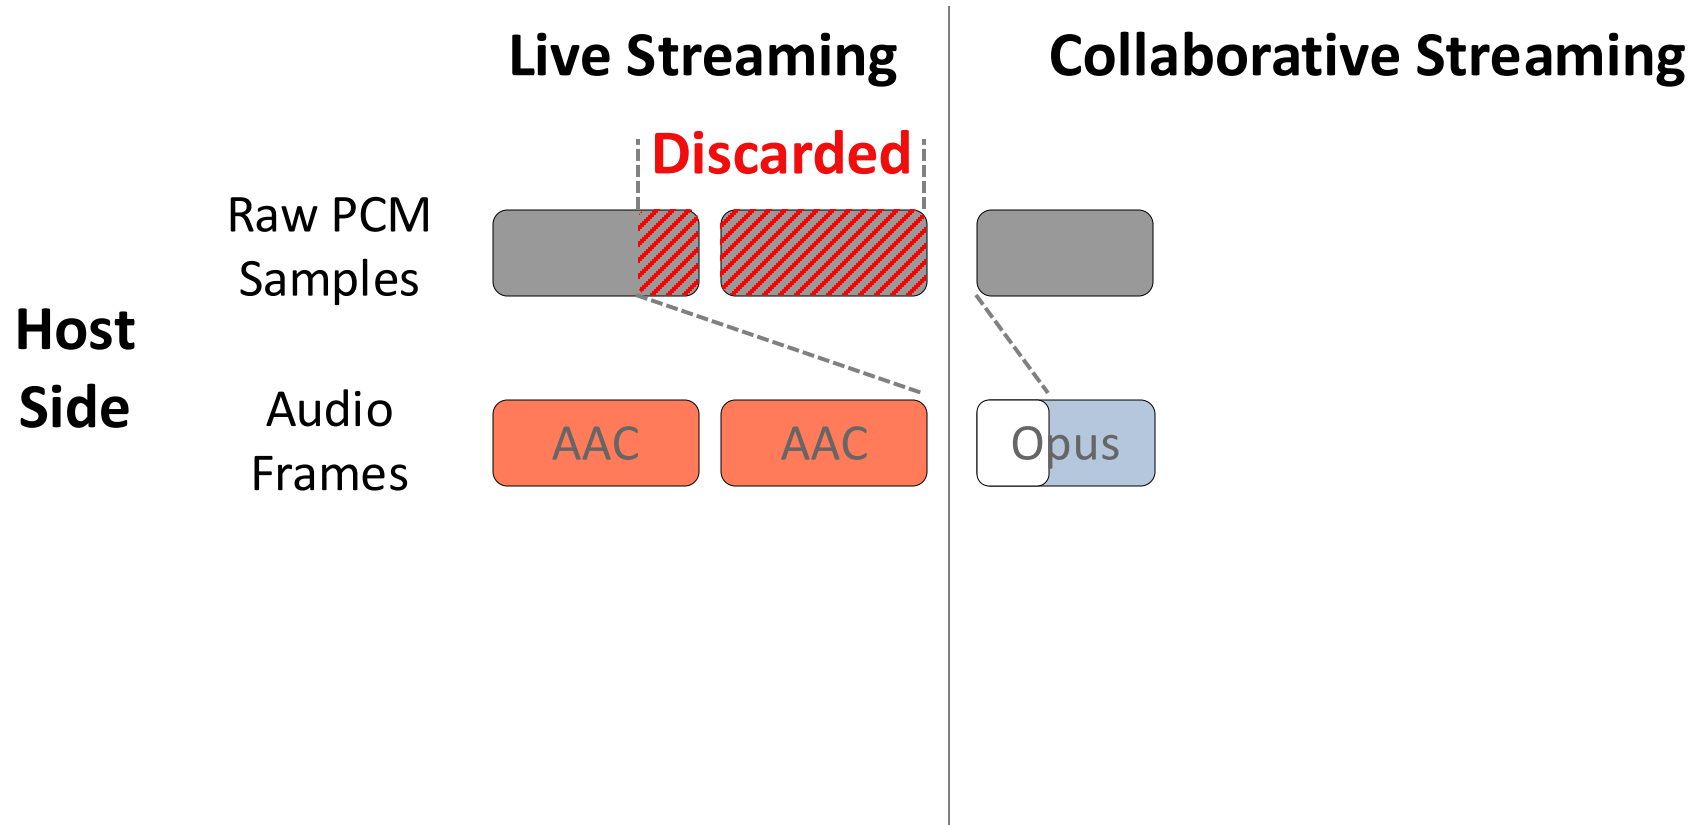 Live Streaming
Collaborative Streaming
Discarded
Raw PCM
Samples
Host
Side
Audio
Frames
AAC
AAC
Opus